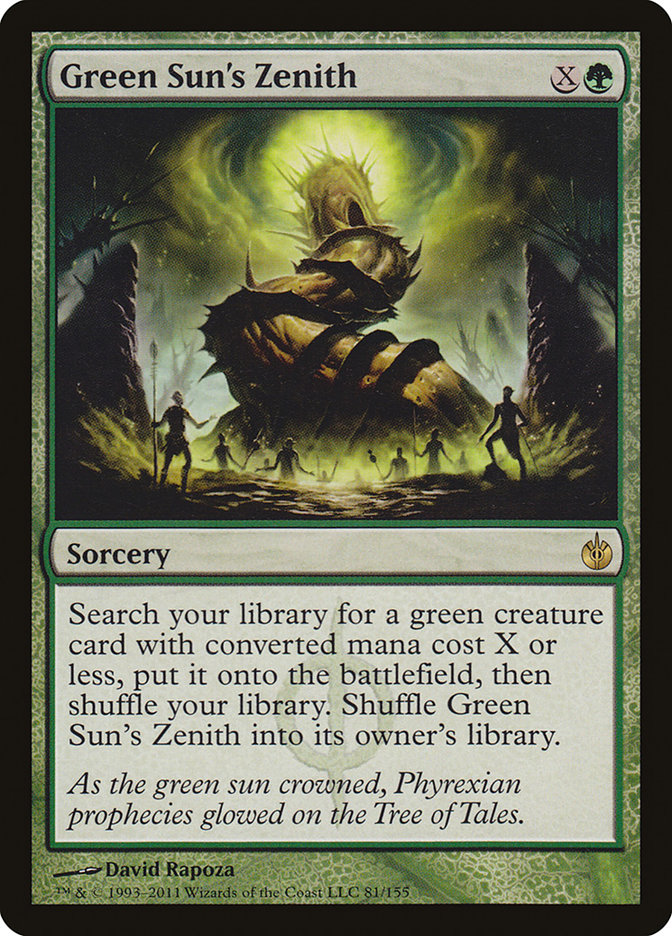 Green Sun's Zenith X
Sorcery
Search your library for a green creature
card with converted mana cost X or
less, put it onto the battlefield, then
shuffle your library. Shuffle Green
Sun's Zenith into its owner's library.
As the green sun crowned, Phyrexian
prophecies glowed on the Tree of Tales.
David Rapoza
™ & © 1993–2011 Wizards of the Coast LLC 81/155